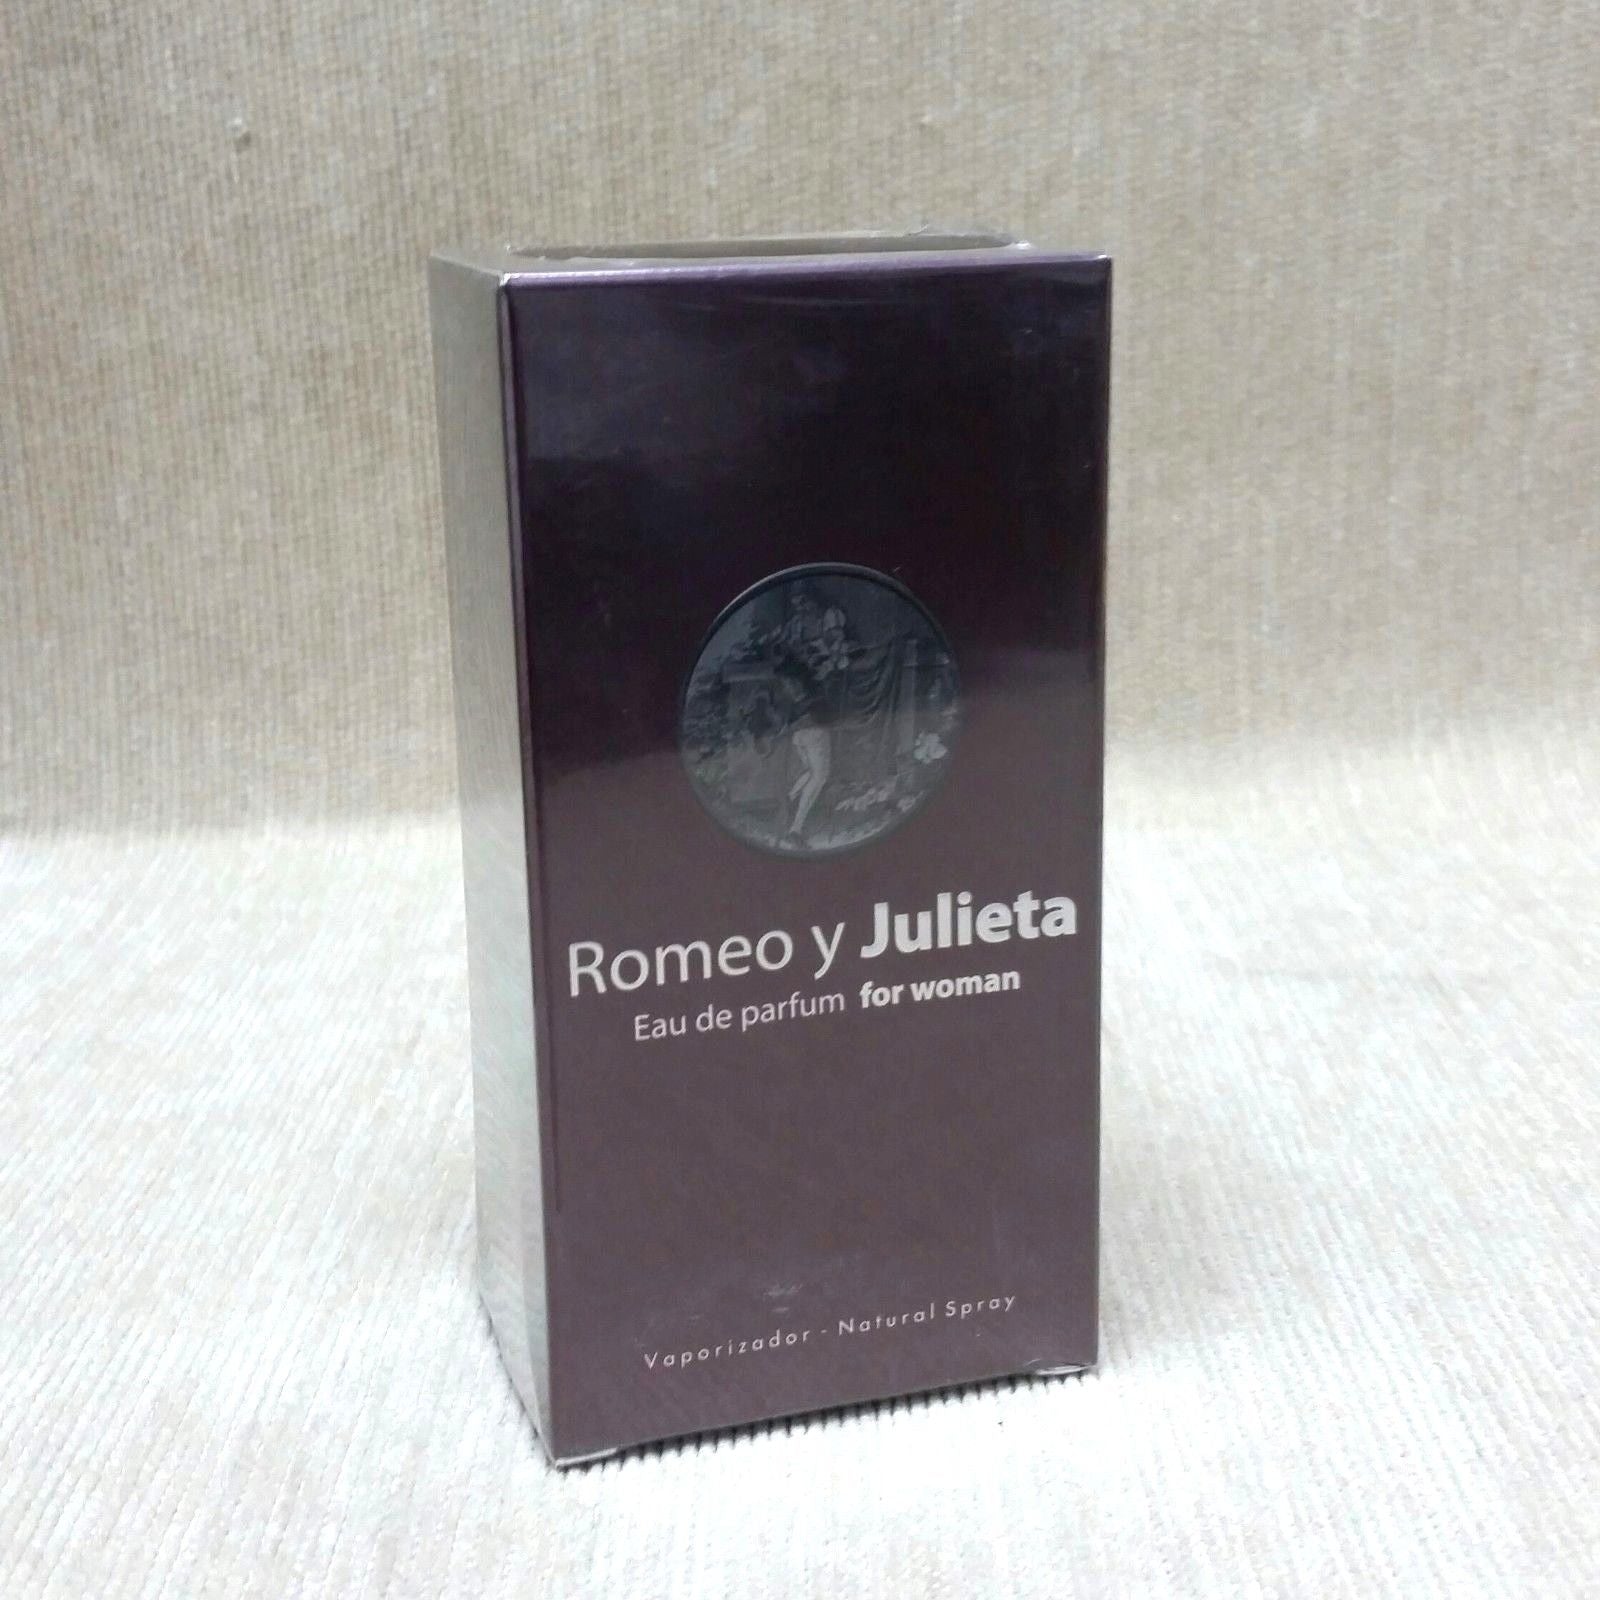 Romeo y Julieta
Eau de parfum for woman
Vaporizador - Natural Spray